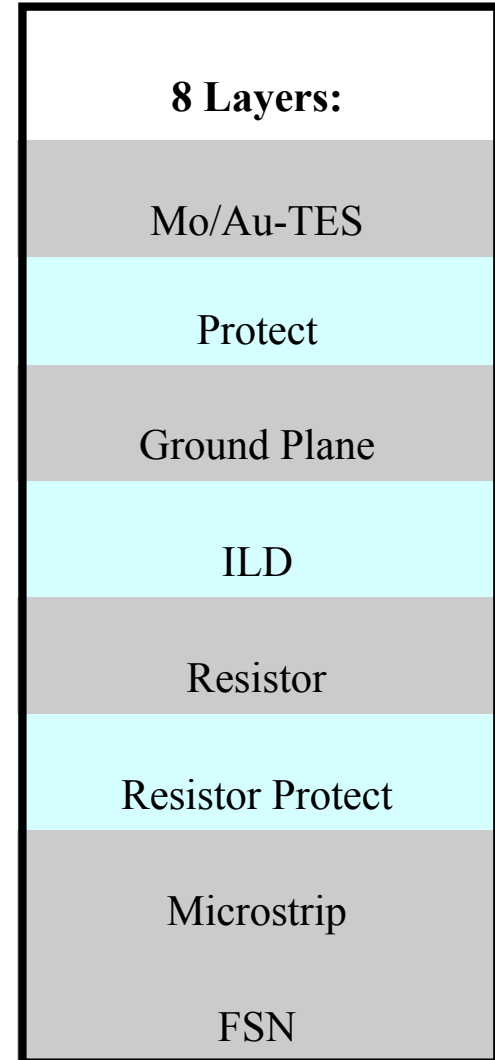 8 Layers:
Mo/Au-TES
Protect
Ground Plane
ILD
Resistor
Resistor Protect
Microstrip
FSN